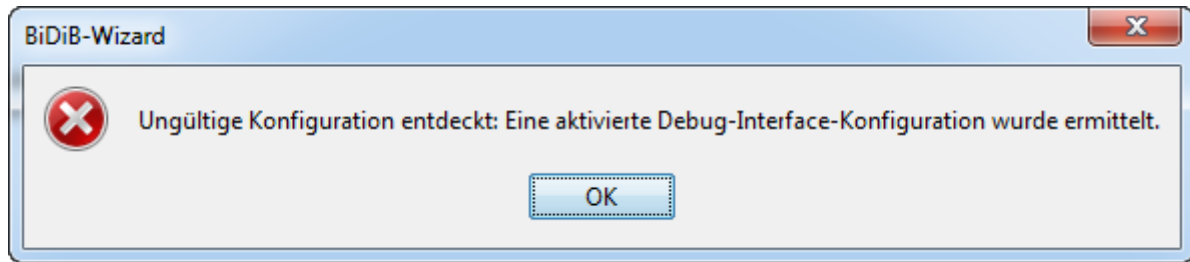 BiDiB-Wizard
Ungültige Konfiguration entdeckt: Eine aktivierte Debug-Interface-Konfiguration wurde ermittelt.
OK